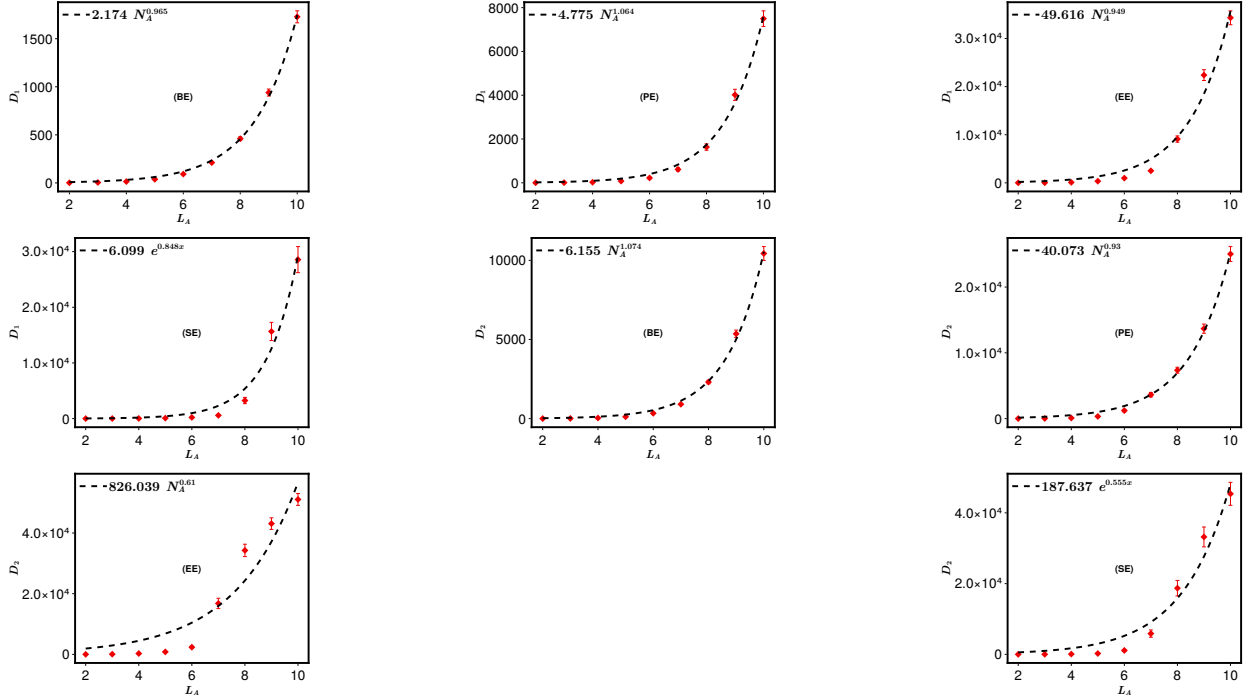 2.174 N_A^0.965
1500
1000
500
0
D_1
(BE)
2 4 6 8 10
L_A
4.775 N_A^1.064
8000
6000
4000
2000
0
D_1
(PE)
2 4 6 8 10
L_A
49.616 N_A^0.949
3.0×10^4
2.0×10^4
1.0×10^4
0
D_1
(EE)
2 4 6 8 10
L_A
6.099 e^0.848x
3.0×10^4
2.0×10^4
1.0×10^4
0
D_1
(SE)
2 4 6 8 10
L_A
6.155 N_A^1.074
10000
5000
0
D_2
(BE)
2 4 6 8 10
L_A
40.073 N_A^0.93
2.0×10^4
1.0×10^4
0
D_2
(PE)
2 4 6 8 10
L_A
826.039 N_A^0.61
4.0×10^4
2.0×10^4
0
D_2
(EE)
2 4 6 8 10
L_A
187.637 e^0.555x
4.0×10^4
2.0×10^4
0
D_2
(SE)
2 4 6 8 10
L_A